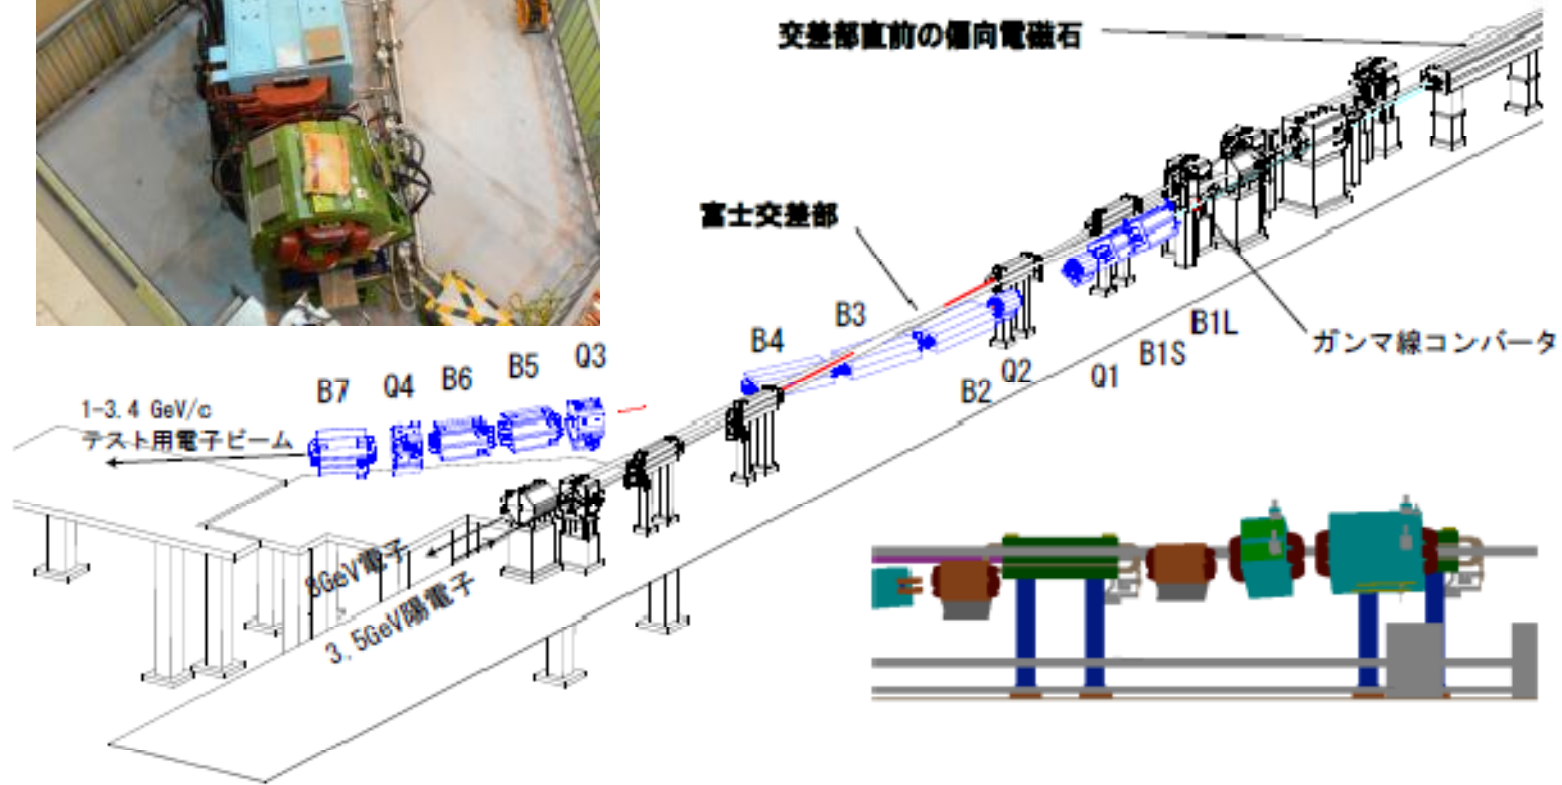 交差部直前の偏向電磁石
富士交差部
ガンマ線コンバータ
B1L
B1S
Q1
Q2
B2
B3
B4
Q3
B5
B6
Q4
B7
1-3.4 GeV/c
テスト用電子ビーム
8GeV電子
3.5GeV陽電子